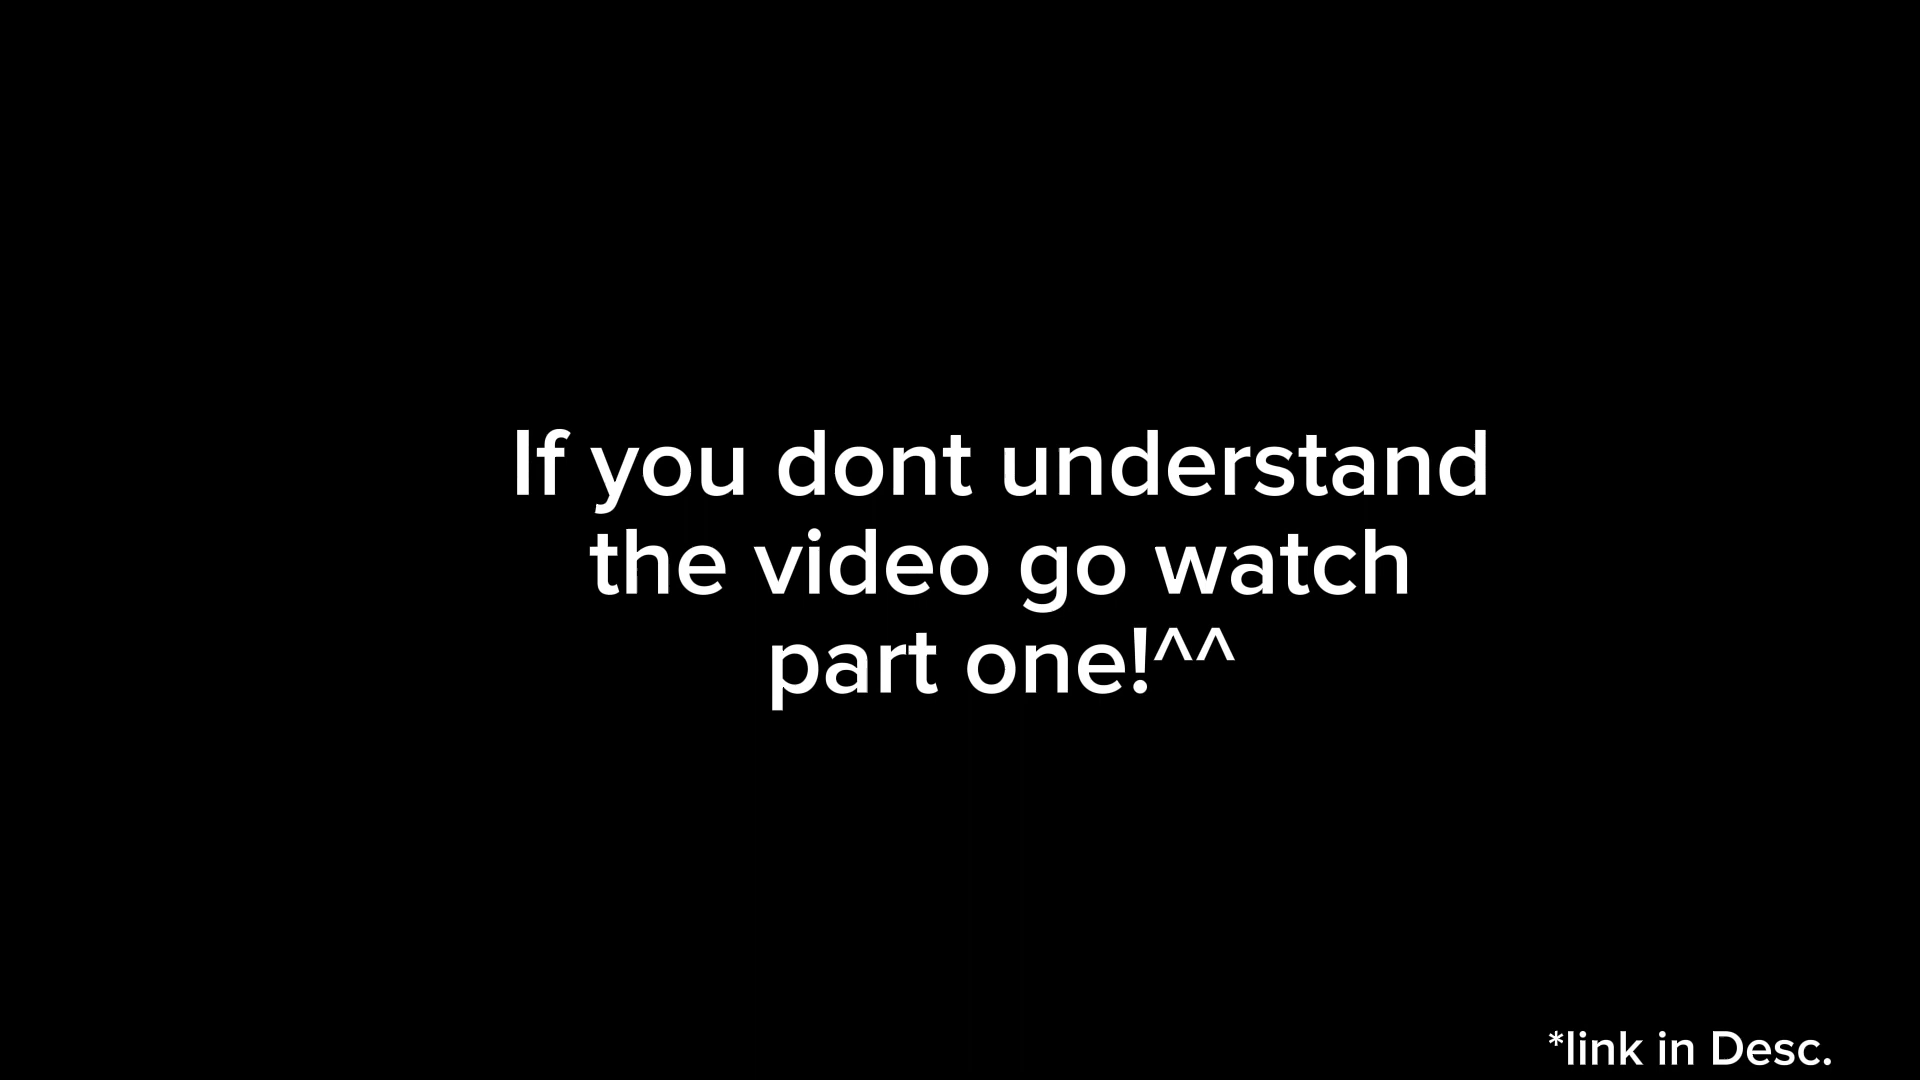 If you dont understand
the video go watch
part one!^^
*link in Desc.